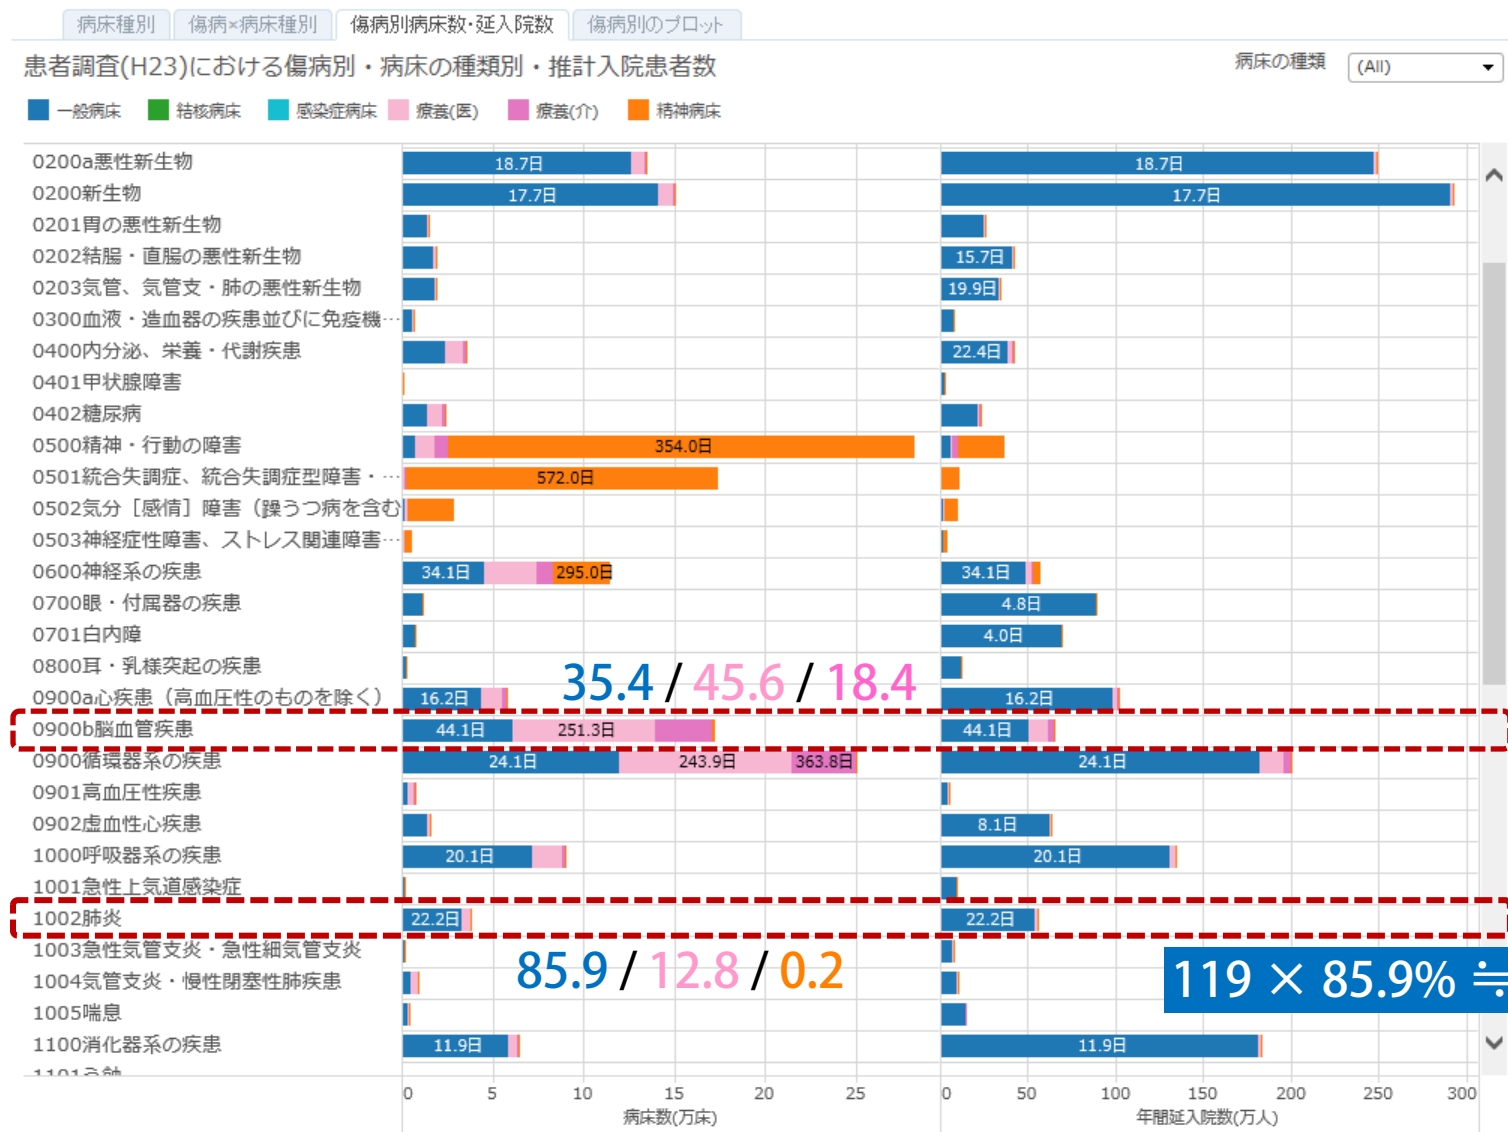 病床種別 傷病×病床種別 傷病別病床数・延入院数 傷病別のプロット
患者調査(H23)における傷病別・病床の種類別・推計入院患者数
病床の種類 (All)
一般病床 結核病床 感染症病床 療養(医) 療養(介) 精神病床
0200a悪性新生物 18.7日 18.7日
0200新生物 17.7日 17.7日
0201胃の悪性新生物
0202結腸・直腸の悪性新生物 15.7日
0203気管、気管支・肺の悪性新生物 19.9日
0300血液・造血器の疾患並びに免疫機…
0400内分泌、栄養・代謝疾患 22.4日
0401甲状腺障害
0402糖尿病
0500精神・行動の障害 354.0日
0501統合失調症、統合失調症型障害・… 572.0日
0502気分［感情］障害（躁うつ病を含む
0503神経症性障害、ストレス関連障害…
0600神経系の疾患 34.1日 295.0日 34.1日
0700眼・付属器の疾患 4.8日
0701白内障 4.0日
0800耳・乳様突起の疾患
35.4 / 45.6 / 18.4
0900a心疾患（高血圧性のものを除く） 16.2日 16.2日
0900b脳血管疾患 44.1日 251.3日 44.1日
0900循環器系の疾患 24.1日 243.9日 363.8日 24.1日
0901高血圧性疾患
0902虚血性心疾患 8.1日
1000呼吸器系の疾患 20.1日 20.1日
1001急性上気道感染症
1002肺炎 22.2日 22.2日
1003急性気管支炎・急性細気管支炎
85.9 / 12.8 / 0.2
119 × 85.9% ≒
1004気管支炎・慢性閉塞性肺疾患
1005喘息
1100消化器系の疾患 11.9日 11.9日
0 5 10 15 20 25 0 50 100 150 200 250 300
病床数(万床) 年間延入院数(万人)